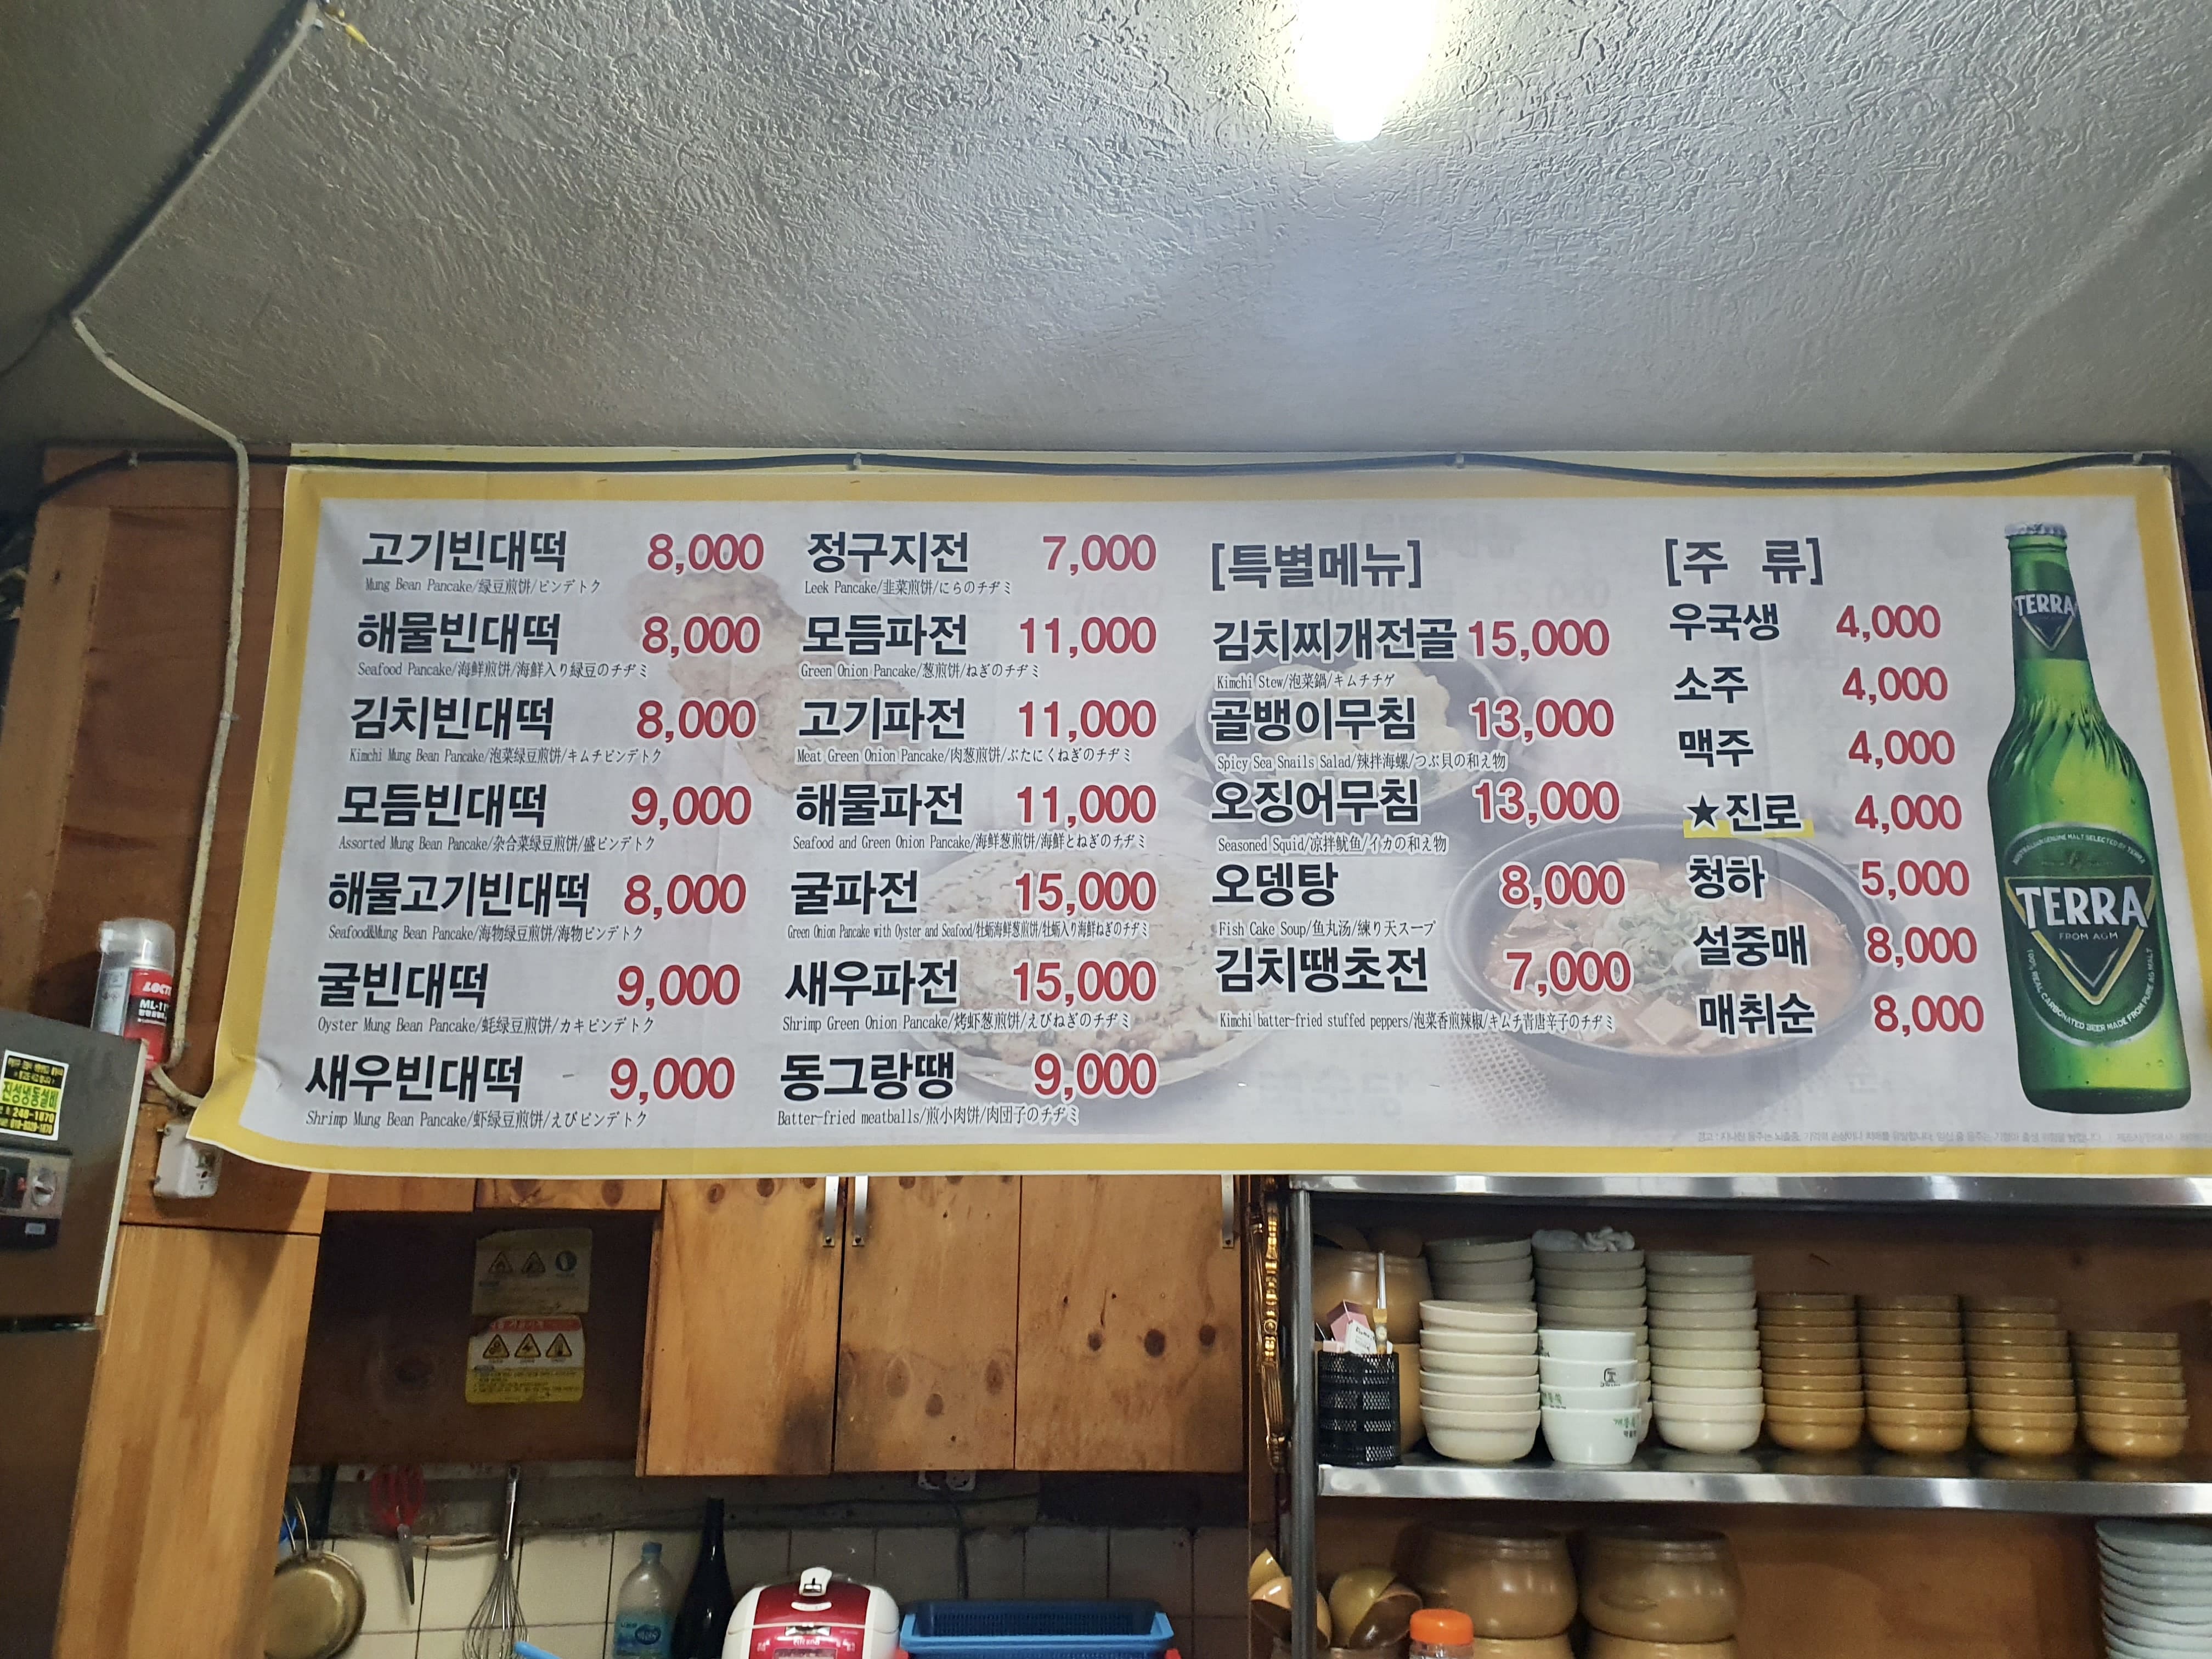 고기빈대떡 8,000
Mung Bean Pancake/绿豆煎饼/ピンデトク
해물빈대떡 8,000
Seafood Pancake/海鲜煎饼/海鮮入り緑豆のチヂミ
김치빈대떡 8,000
Kimchi Mung Bean Pancake/泡菜绿豆煎饼/キムチピンデトク
모듬빈대떡 9,000
Assorted Mung Bean Pancake/杂合菜绿豆煎饼/盛ピンデトク
해물고기빈대떡 8,000
Seafood&Mung Bean Pancake/海物绿豆煎饼/海物ピンデトク
굴빈대떡 9,000
Oyster Mung Bean Pancake/蚝绿豆煎饼/カキピンデトク
새우빈대떡 9,000
Shrimp Mung Bean Pancake/虾绿豆煎饼/えびピンデトク
정구지전 7,000
Leek Pancake/韭菜煎饼/にらのチヂミ
모듬파전 11,000
Green Onion Pancake/葱煎饼/ねぎのチヂミ
고기파전 11,000
Meat Green Onion Pancake/肉葱煎饼/ぶたにくねぎのチヂミ
해물파전 11,000
Seafood and Green Onion Pancake/海鲜葱煎饼/海鮮とねぎのチヂミ
굴파전 15,000
Green Onion Pancake with Oyster and Seafood/牡蛎海鲜葱煎饼/牡蛎入り海鮮ねぎのチヂミ
새우파전 15,000
Shrimp Green Onion Pancake/烤虾葱煎饼/えびねぎのチヂミ
동그랑땡 9,000
Batter-fried meatballs/煎小肉饼/肉団子のチヂミ
[특별메뉴]
김치찌개전골 15,000
Kimchi Stew/泡菜鍋/キムチチゲ
골뱅이무침 13,000
Spicy Sea Snails Salad/辣拌海螺/つぶ貝の和え物
오징어무침 13,000
Seasoned Squid/凉拌鱿鱼/イカの和え物
오뎅탕 8,000
Fish Cake Soup/鱼丸汤/練り天スープ
김치땡초전 7,000
Kimchi batter-fried stuffed peppers/泡菜香煎辣椒/キムチ青唐辛子のチヂミ
[주 류]
우국생 4,000
소주 4,000
맥주 4,000
★진로 4,000
청하 5,000
설중매 8,000
매취순 8,000
TERRA
TERRA
FROM AGM
LOCTITE
진성냉동설비
248-1870